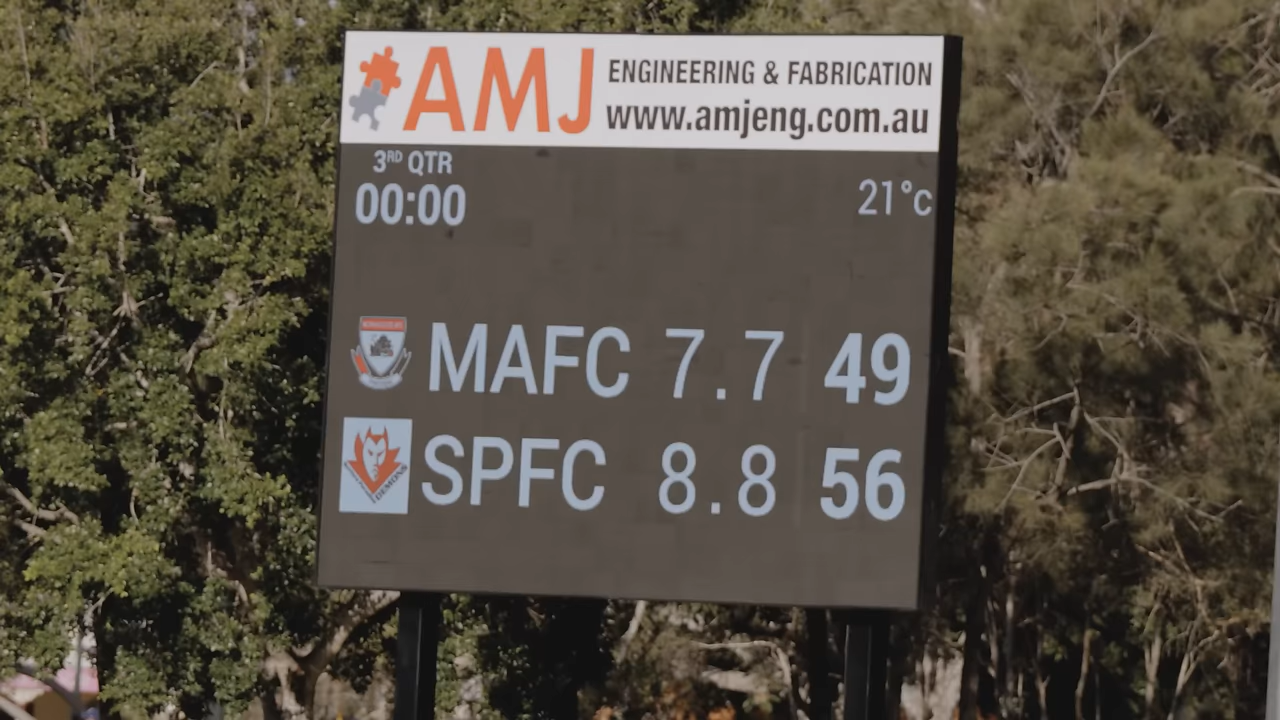 AMJ
ENGINEERING & FABRICATION
www.amjeng.com.au
3RD QTR
00:00
21°c
MAFC 7.7 49
DEMONS
SPFC 8.8 56